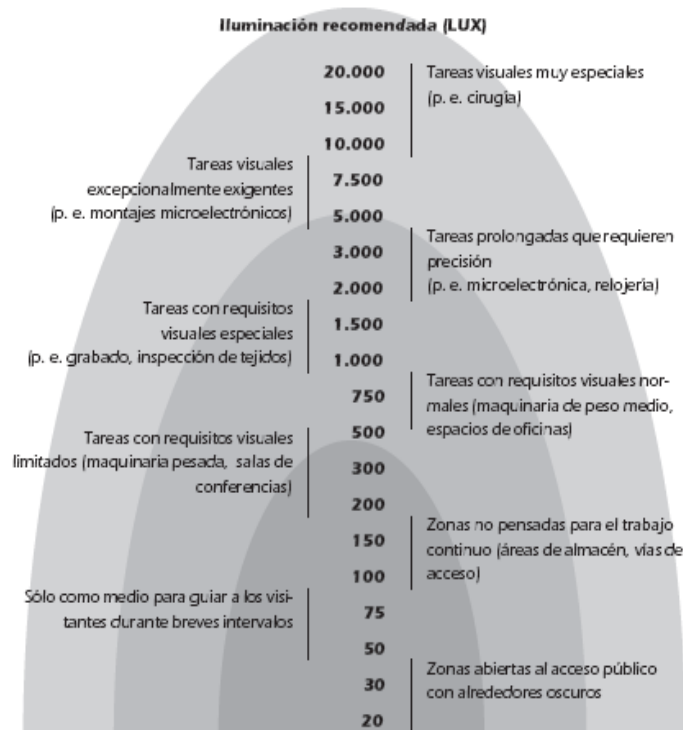 Iluminación recomendada (LUX)
20.000
15.000
10.000
7.500
5.000
3.000
2.000
1.500
1.000
750
500
300
200
150
100
75
50
30
20
Tareas visuales muy especiales
(p. e. cirugía)
Tareas visuales
excepcionalmente exigentes
(p. e. montajes microelectrónicos)
Tareas prolongadas que requieren
precisión
(p. e. microelectrónica, relojería)
Tareas con requisitos
visuales especiales
(p. e. grabado, inspección de tejidos)
Tareas con requisitos visuales nor-
males (maquinaria de peso medio,
espacios de oficinas)
Tareas con requisitos visuales
limitados (maquinaria pesada, salas de
conferencias)
Zonas no pensadas para el trabajo
continuo (áreas de almacén, vías de
acceso)
Sólo como medio para guiar a los visi-
tantes durante breves intervalos
Zonas abiertas al acceso público
con alrededores oscuros